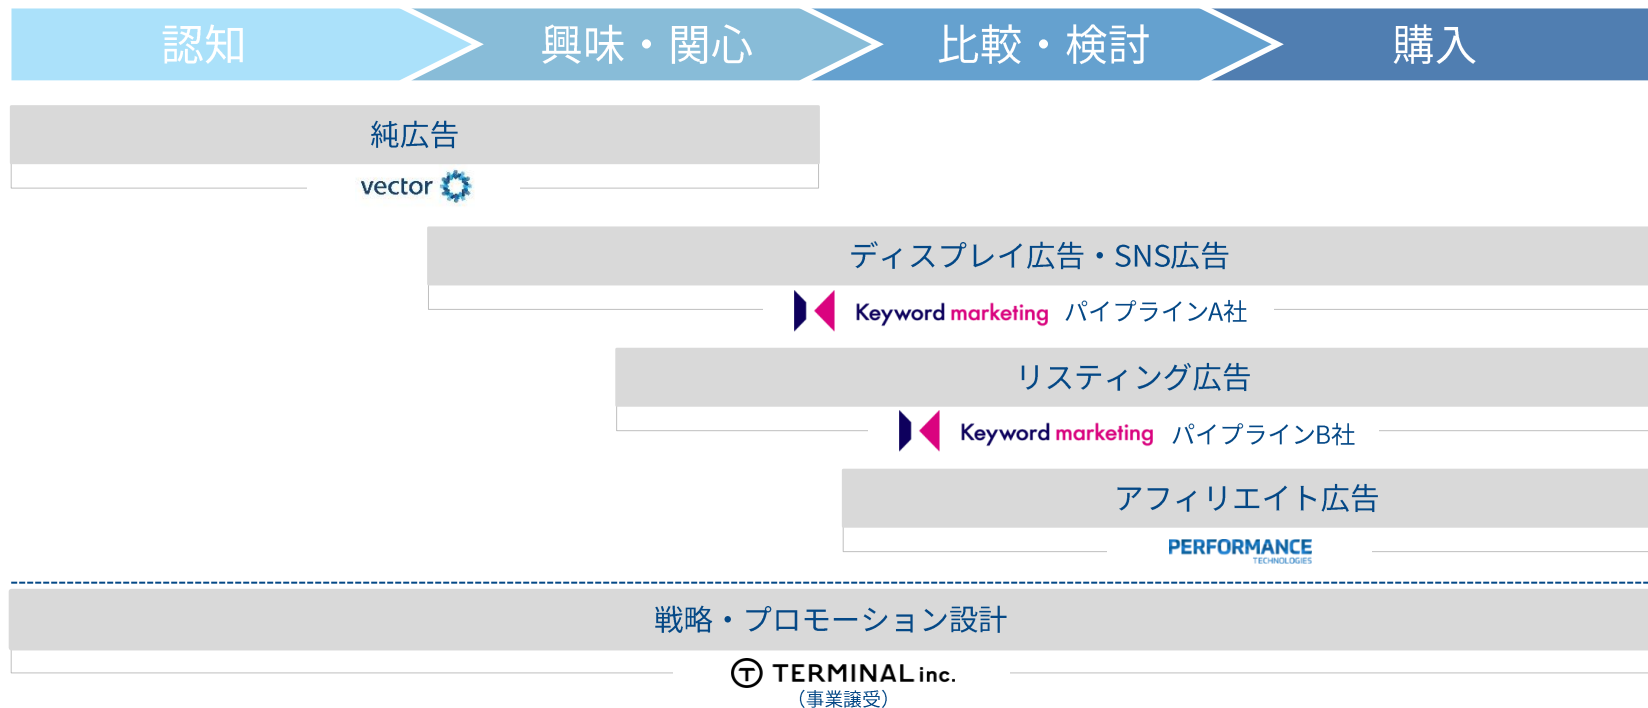 認知
興味・関心
比較・検討
購入
純広告
vector
ディスプレイ広告・SNS広告
Keyword marketing パイプラインA社
リスティング広告
Keyword marketing パイプラインB社
アフィリエイト広告
PERFORMANCE
TECHNOLOGIES
戦略・プロモーション設計
T TERMINAL inc.
（事業譲受）